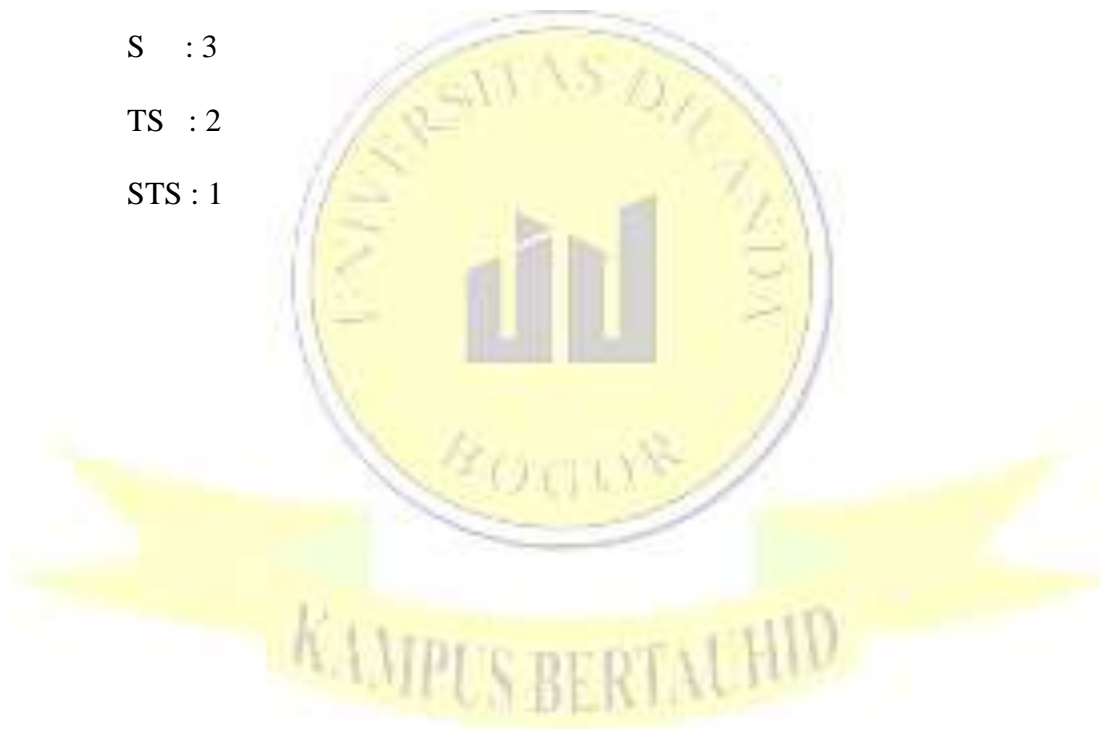 S : 3
TS : 2
STS : 1
UNIVERSITAS DJUANDA
BOGOR
KAMPUS BERTAUHID